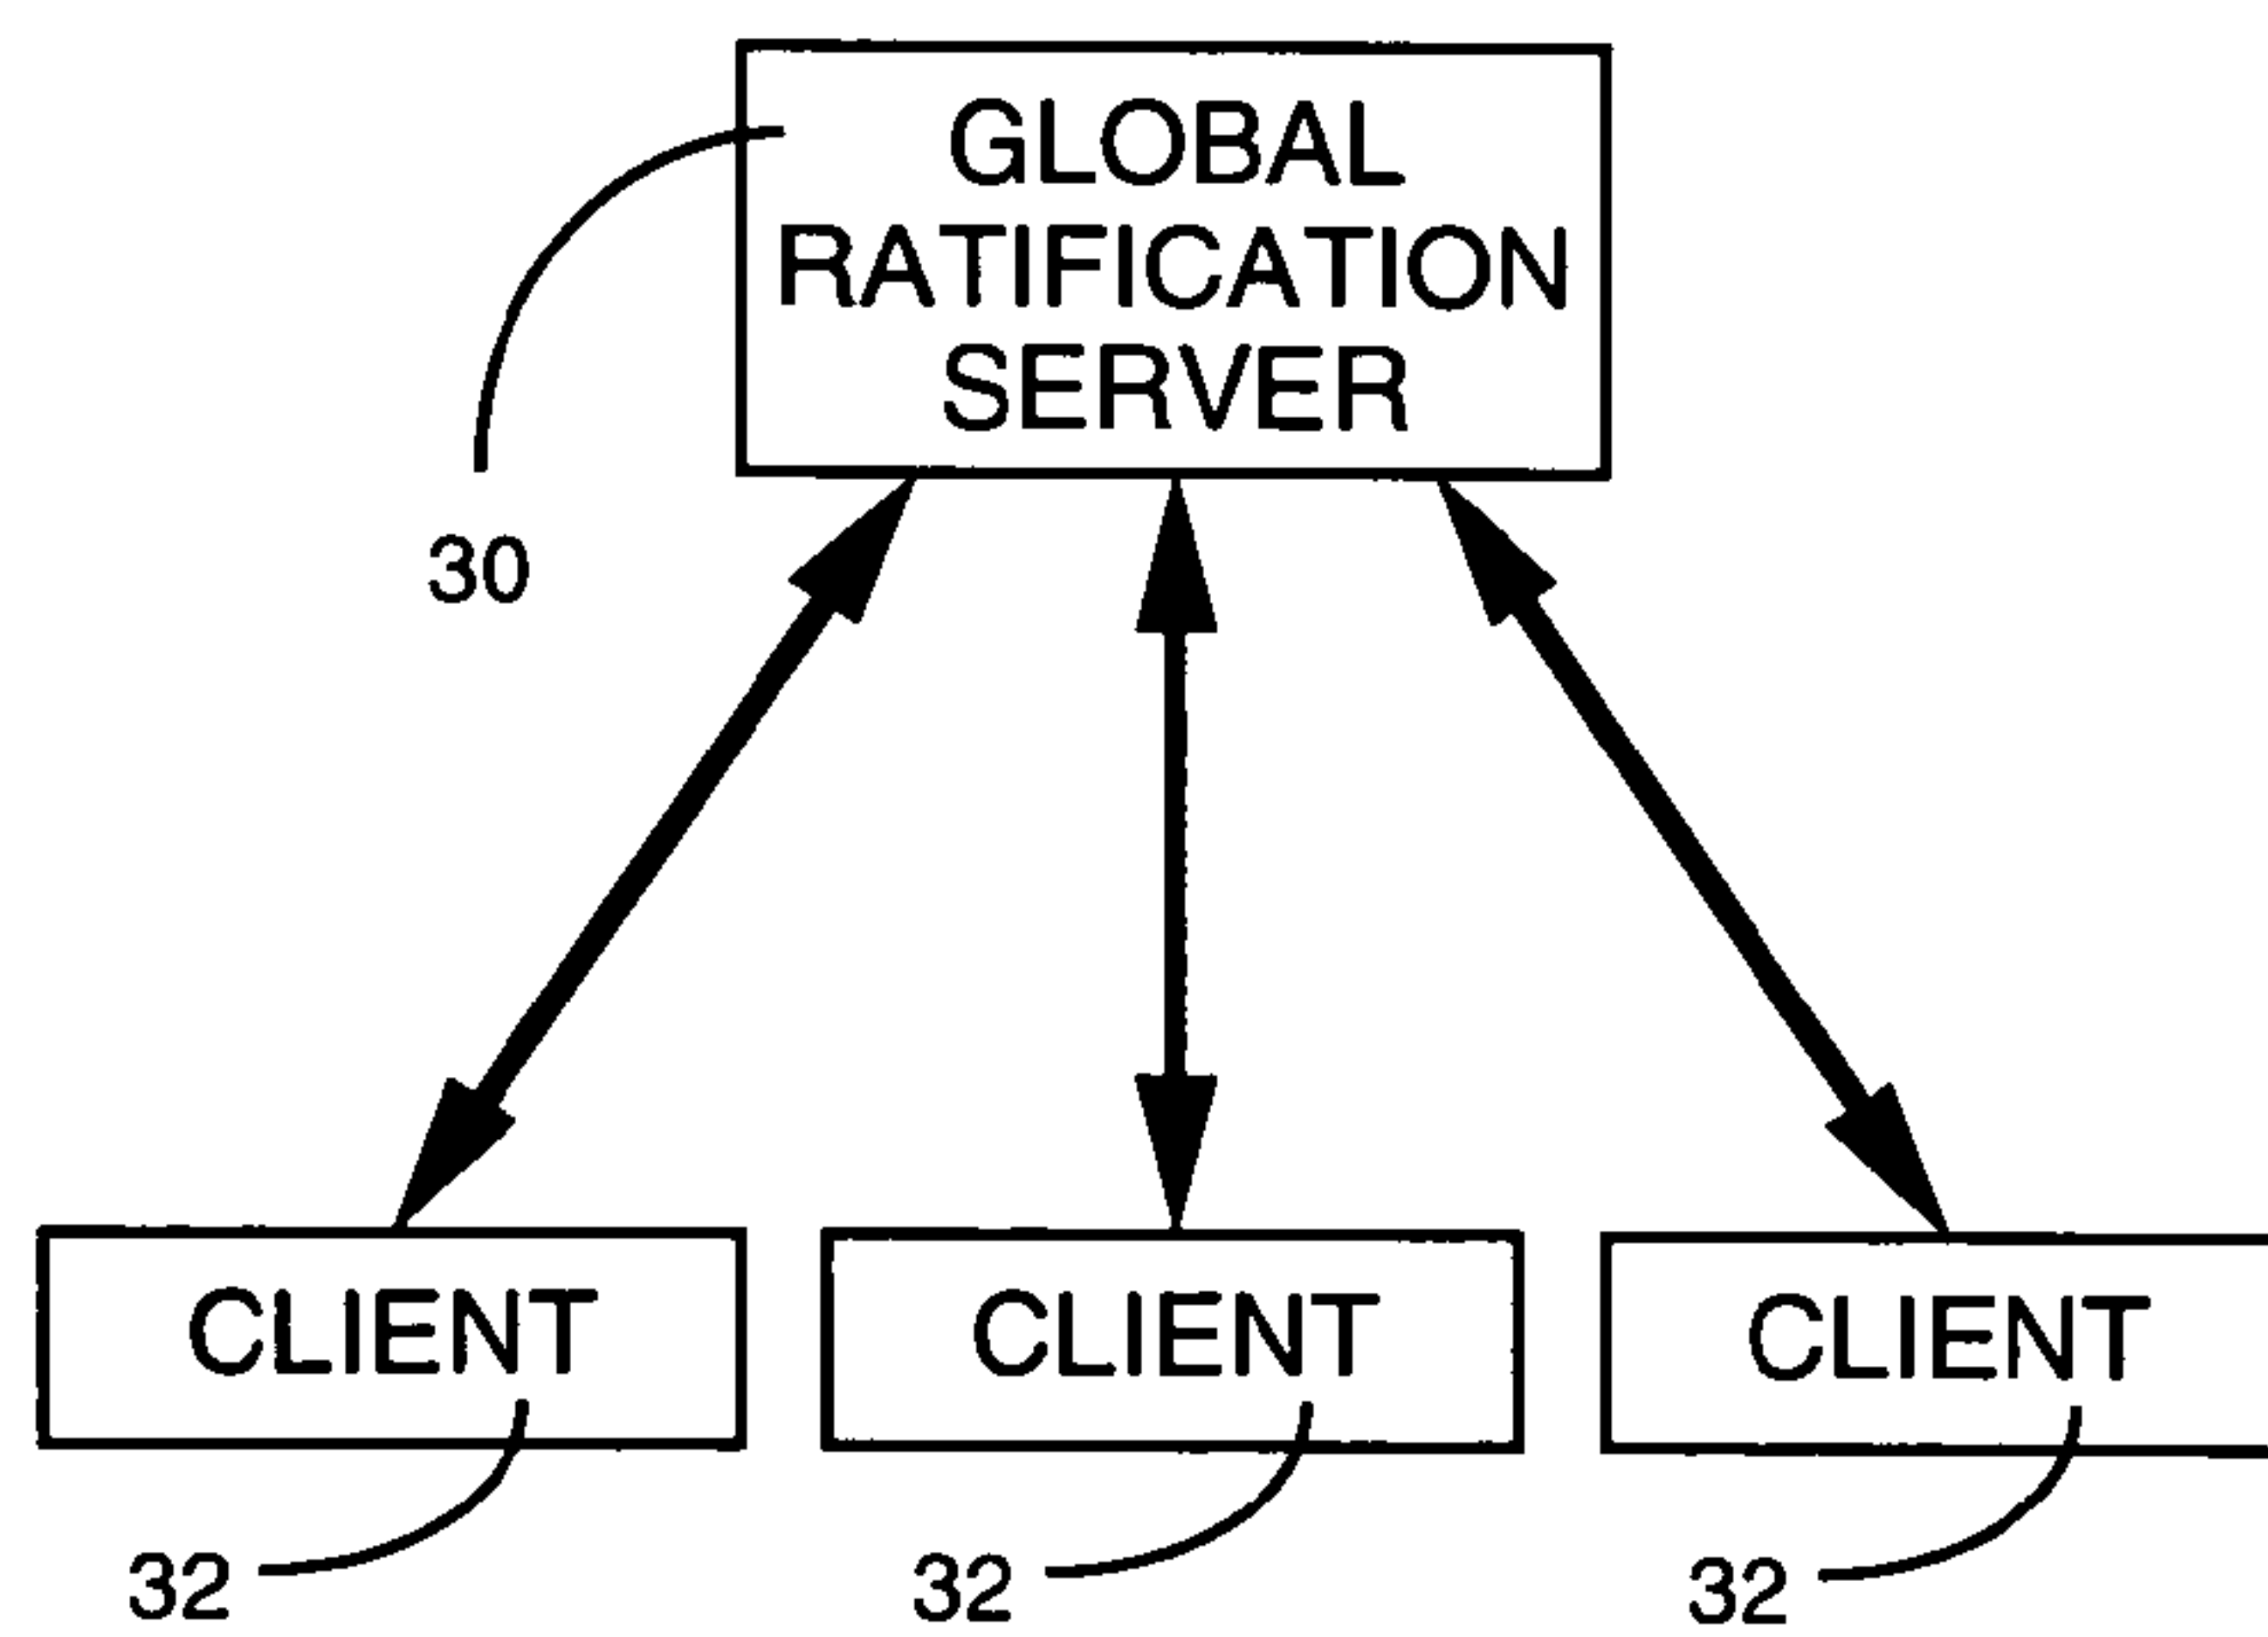 GLOBAL
RATIFICATION
SERVER
30
CLIENT
CLIENT
CLIENT
32
32
32